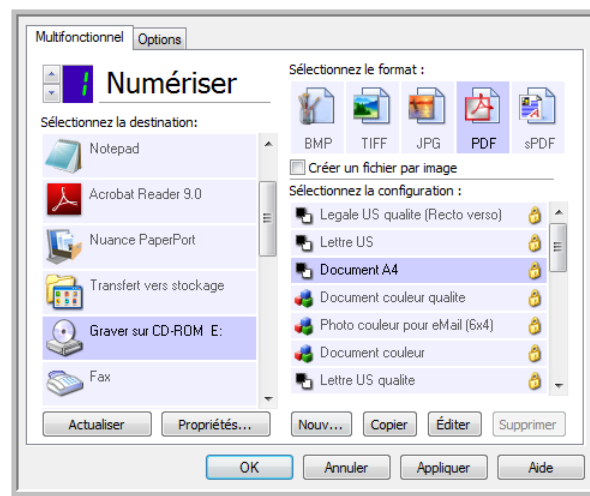 Multifonctionnel Options
1 Numériser
Sélectionnez la destination:
Notepad
Acrobat Reader 9.0
Nuance PaperPort
Transfert vers stockage
Graver sur CD-ROM E:
Fax
Actualiser Propriétés...
Sélectionnez le format :
BMP TIFF JPG PDF sPDF
Créer un fichier par image
Sélectionnez la configuration :
Legale US qualite (Recto verso)
Lettre US
Document A4
Document couleur qualite
Photo couleur pour eMail (6x4)
Document couleur
Lettre US qualite
Nouv... Copier Éditer Supprimer
OK Annuler Appliquer Aide